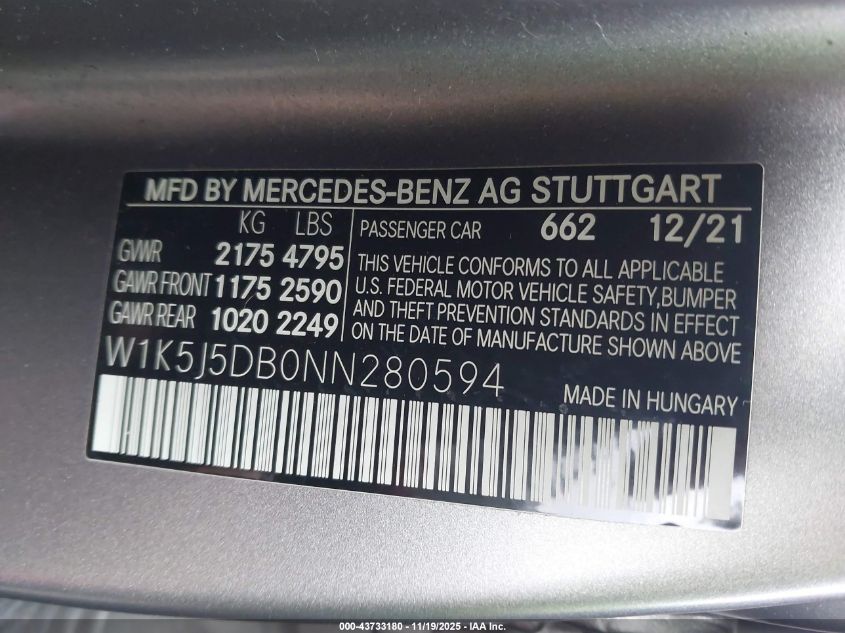 MFD BY MERCEDES-BENZ AG STUTTGART
KG LBS
GVWR 2175 4795
GAWR FRONT 1175 2590
GAWR REAR 1020 2249
PASSENGER CAR 662 12/21
THIS VEHICLE CONFORMS TO ALL APPLICABLE
U.S. FEDERAL MOTOR VEHICLE SAFETY,BUMPER
AND THEFT PREVENTION STANDARDS IN EFFECT
ON THE DATE OF MANUFACTURE SHOWN ABOVE
W1K5J5DB0NN280594
MADE IN HUNGARY
000-43733180 - 11/19/2025 - IAA Inc.